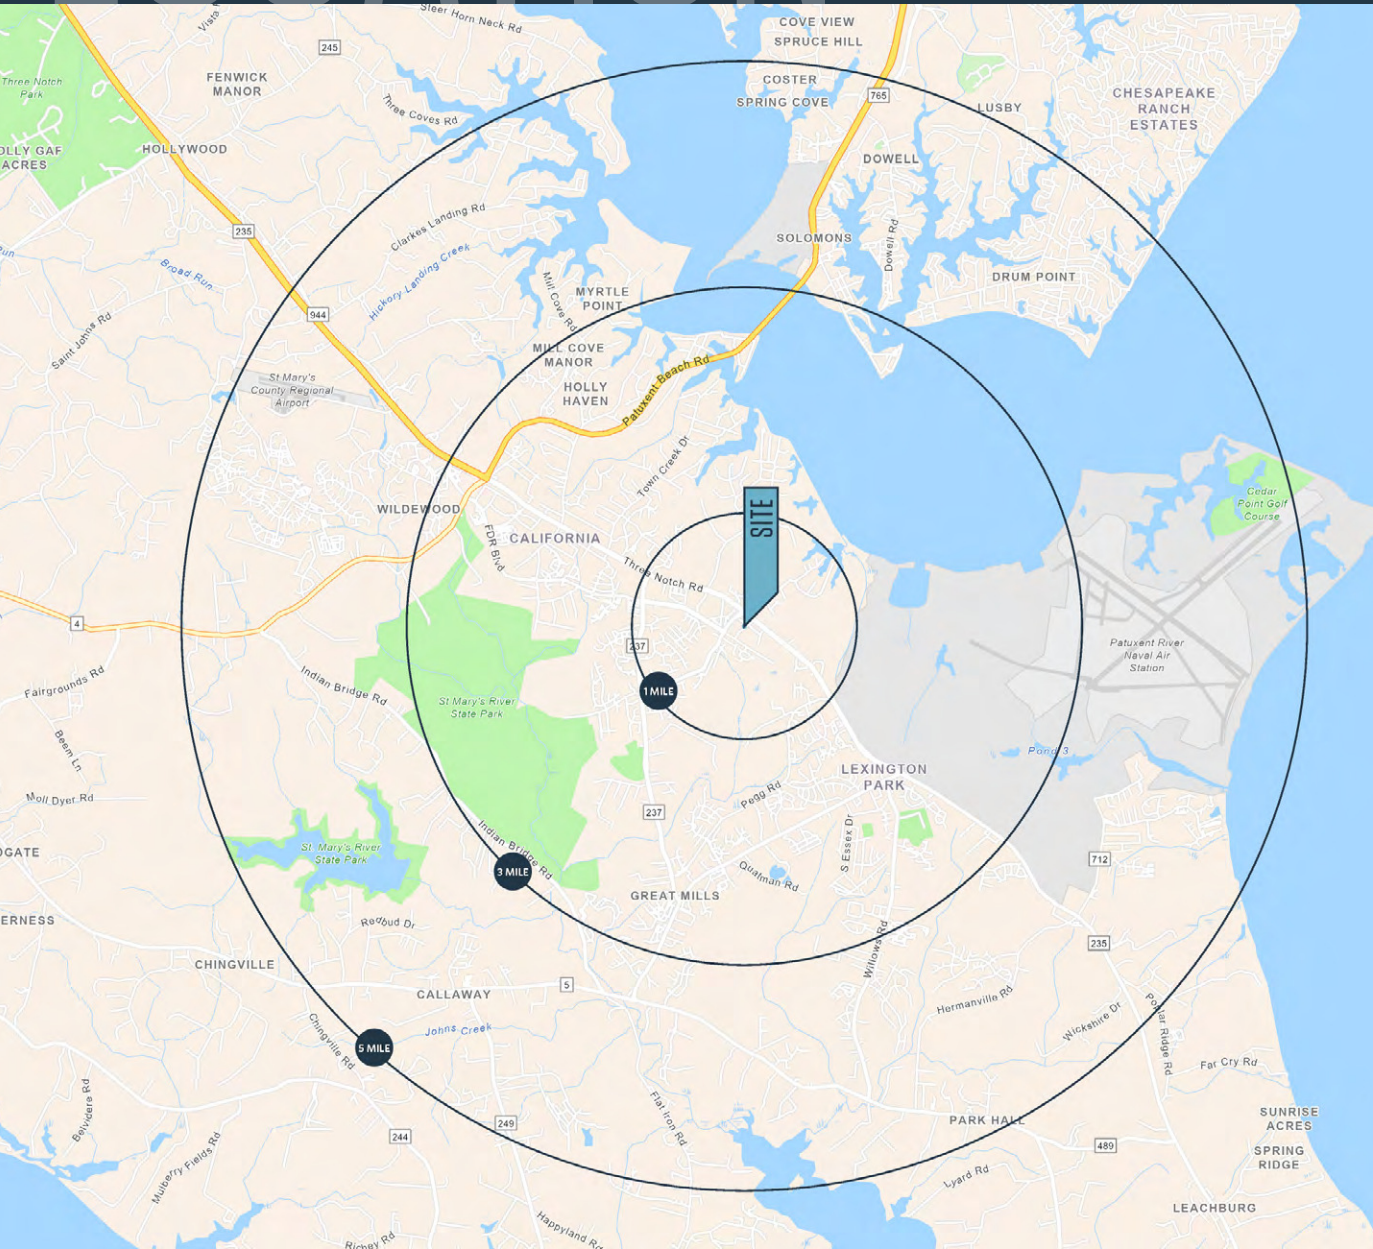 Steer Horn Neck Rd
COVE VIEW
SPRUCE HILL
245
Three Notch
Park
FENWICK
MANOR
COSTER
SPRING COVE
765
LUSBY
CHESAPEAKE
RANCH
ESTATES
Three Coves Rd
OLLY GAF
ACRES
HOLLYWOOD
DOWELL
235
Clarkes Landing Rd
SOLOMONS
Dowell Rd
Broad Run
Hickory Landing Creek
DRUM POINT
Mill Cove Rd
MYRTLE
POINT
944
Saint Johns Rd
MILL COVE
MANOR
St Mary's
County Regional
Airport
HOLLY
HAVEN
Patuxent Beach Rd
Town Creek Dr
WILDEWOOD
SITE
Cedar
Point Golf
Course
FDR Blvd
CALIFORNIA
Three Notch Rd
4
237
Patuxent River
Naval Air
Station
Fairgrounds Rd
Indian Bridge Rd
1 MILE
St Mary's River
State Park
Beem Ln
Pond 3
LEXINGTON
PARK
Moll Dyer Rd
237
Pegg Rd
S Essex Dr
Indian Bridge Rd
OGATE
St. Mary's River
State Park
712
3 MILE
Qualman Rd
GREAT MILLS
ERNESS
Redbud Dr
Willows Rd
235
CHINGVILLE
CALLAWAY
5
Hermanville Rd
Chingville Rd
Johns Creek
Wickshire Dr
Poplar Ridge Rd
5 MILE
Far Cry Rd
Belvidere Rd
Flat Iron Rd
249
244
PARK HALL
489
SUNRISE
ACRES
SPRING
RIDGE
Mulberry Fields Rd
Lyard Rd
LEACHBURG
Happyland Rd
Richey Rd